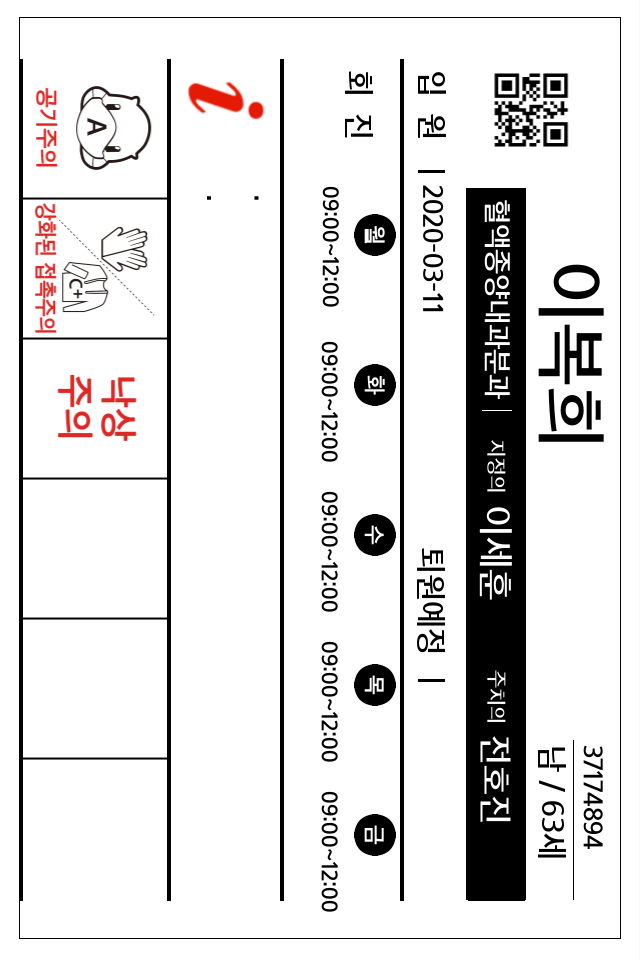 이복희
37174894
남 / 63세
혈액종양내과분과 | 지정의 이세훈 주치의 전호진
입 원 | 2020-03-11 퇴원예정 |
회 진
월 화 수 목 금
09:00~12:00 09:00~12:00 09:00~12:00 09:00~12:00 09:00~12:00
i
A
C+
공기주의
강화된 접촉주의
낙상
주의